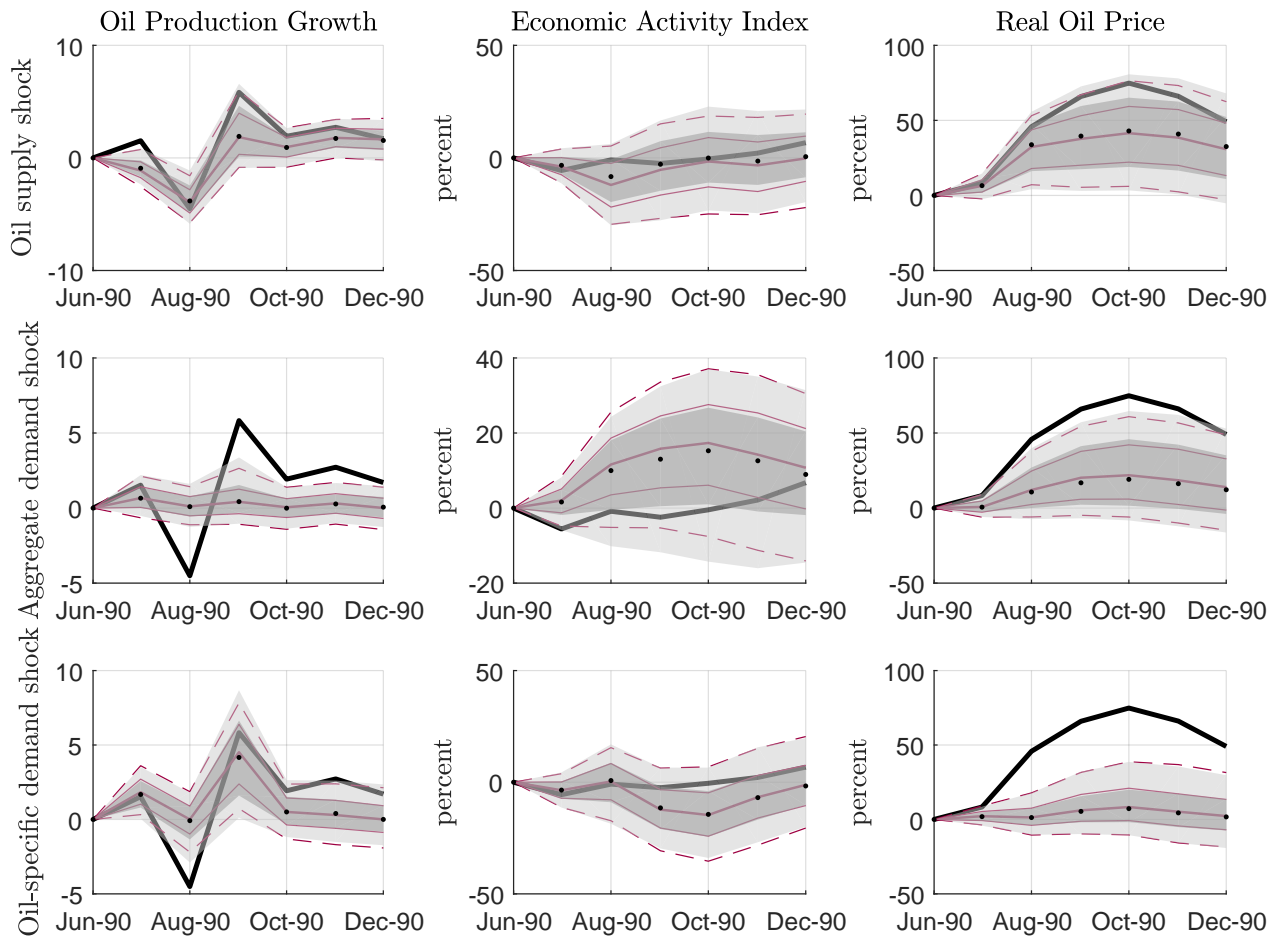 Oil Production Growth
Economic Activity Index
Real Oil Price
Oil supply shock
10
0
-10
Jun-90 Aug-90 Oct-90 Dec-90
percent
50
0
-50
Jun-90 Aug-90 Oct-90 Dec-90
percent
100
50
0
-50
Jun-90 Aug-90 Oct-90 Dec-90
Aggregate demand shock
10
5
0
-5
Jun-90 Aug-90 Oct-90 Dec-90
percent
40
20
0
-20
Jun-90 Aug-90 Oct-90 Dec-90
percent
100
50
0
-50
Jun-90 Aug-90 Oct-90 Dec-90
Oil-specific demand shock
10
5
0
-5
Jun-90 Aug-90 Oct-90 Dec-90
percent
50
0
-50
Jun-90 Aug-90 Oct-90 Dec-90
percent
100
50
0
-50
Jun-90 Aug-90 Oct-90 Dec-90